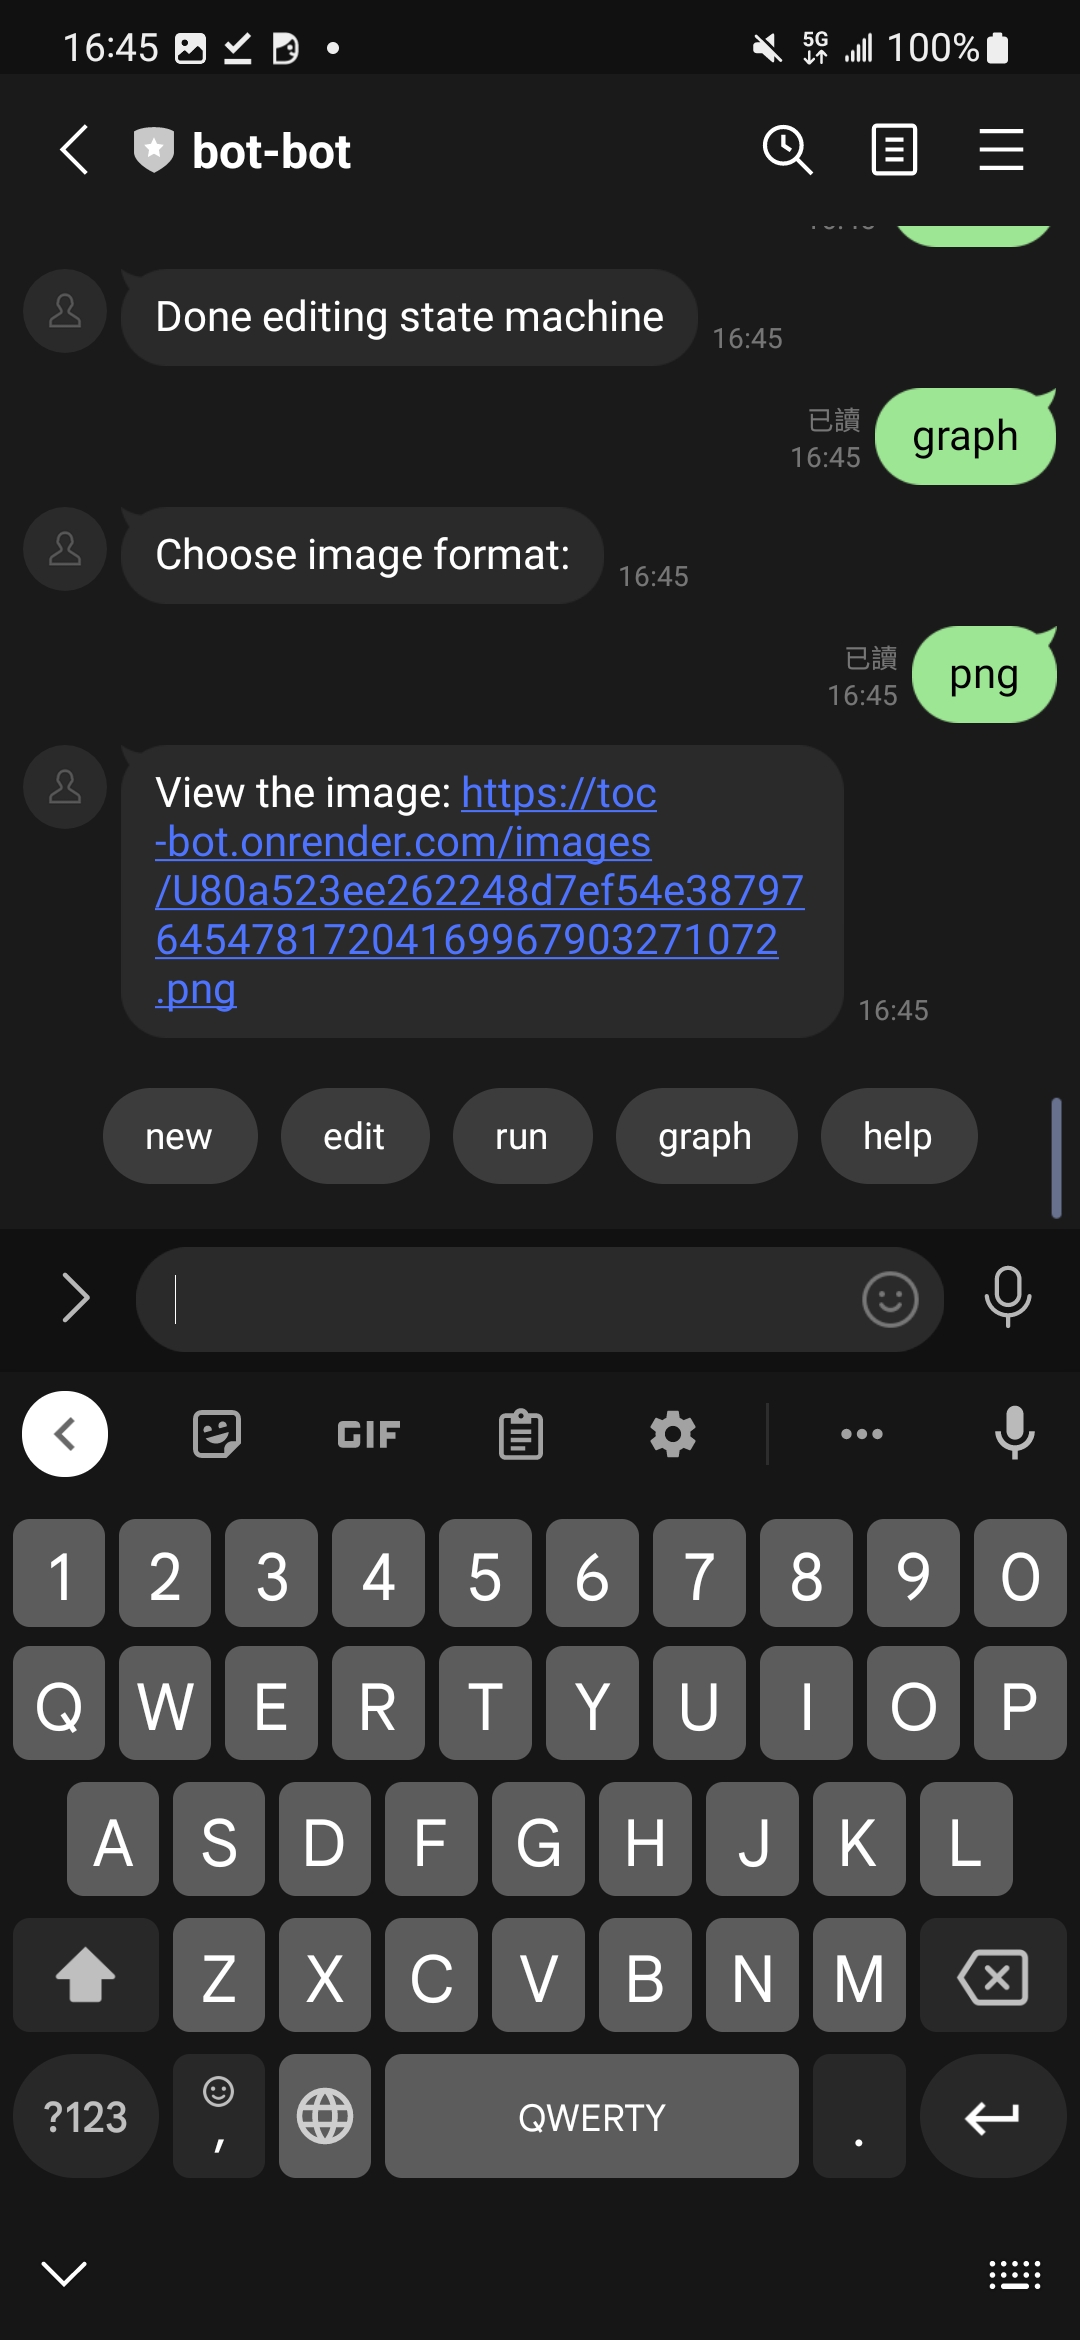 16:45
5G
100%
bot-bot
Done editing state machine
16:45
已讀
16:45
graph
Choose image format:
16:45
已讀
16:45
png
View the image: https://toc
-bot.onrender.com/images
/U80a523ee262248d7ef54e38797
64547817204169967903271072
.png
16:45
new
edit
run
graph
help
GIF
1 2 3 4 5 6 7 8 9 0
Q W E R T Y U I O P
A S D F G H J K L
Z X C V B N M
?123 , QWERTY .